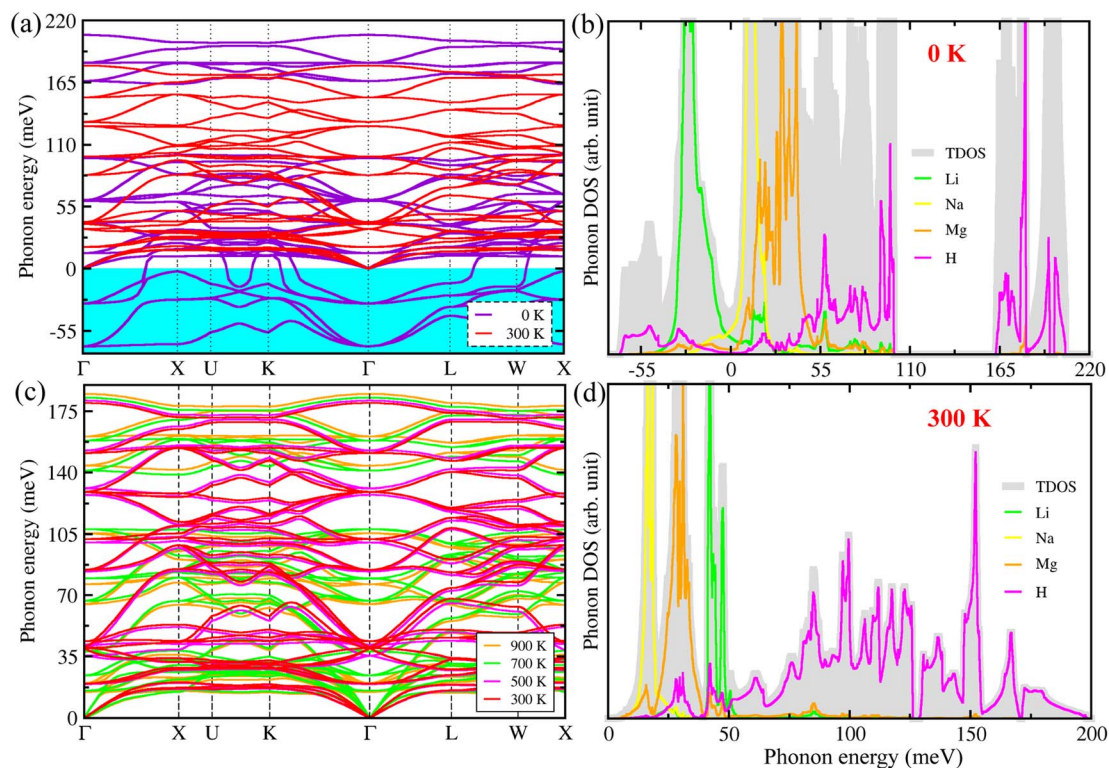 (a)
Phonon energy (meV)
220
165
110
55
0
-55
0 K
300 K
Γ X U K Γ L W X
(b)
Phonon DOS (arb. unit)
0 K
TDOS
Li
Na
Mg
H
-55 0 55 110 165 220
(c)
Phonon energy (meV)
175
140
105
70
35
0
900 K
700 K
500 K
300 K
Γ X U K Γ L W X
(d)
Phonon DOS (arb. unit)
300 K
TDOS
Li
Na
Mg
H
0 50 100 150 200
Phonon energy (meV)